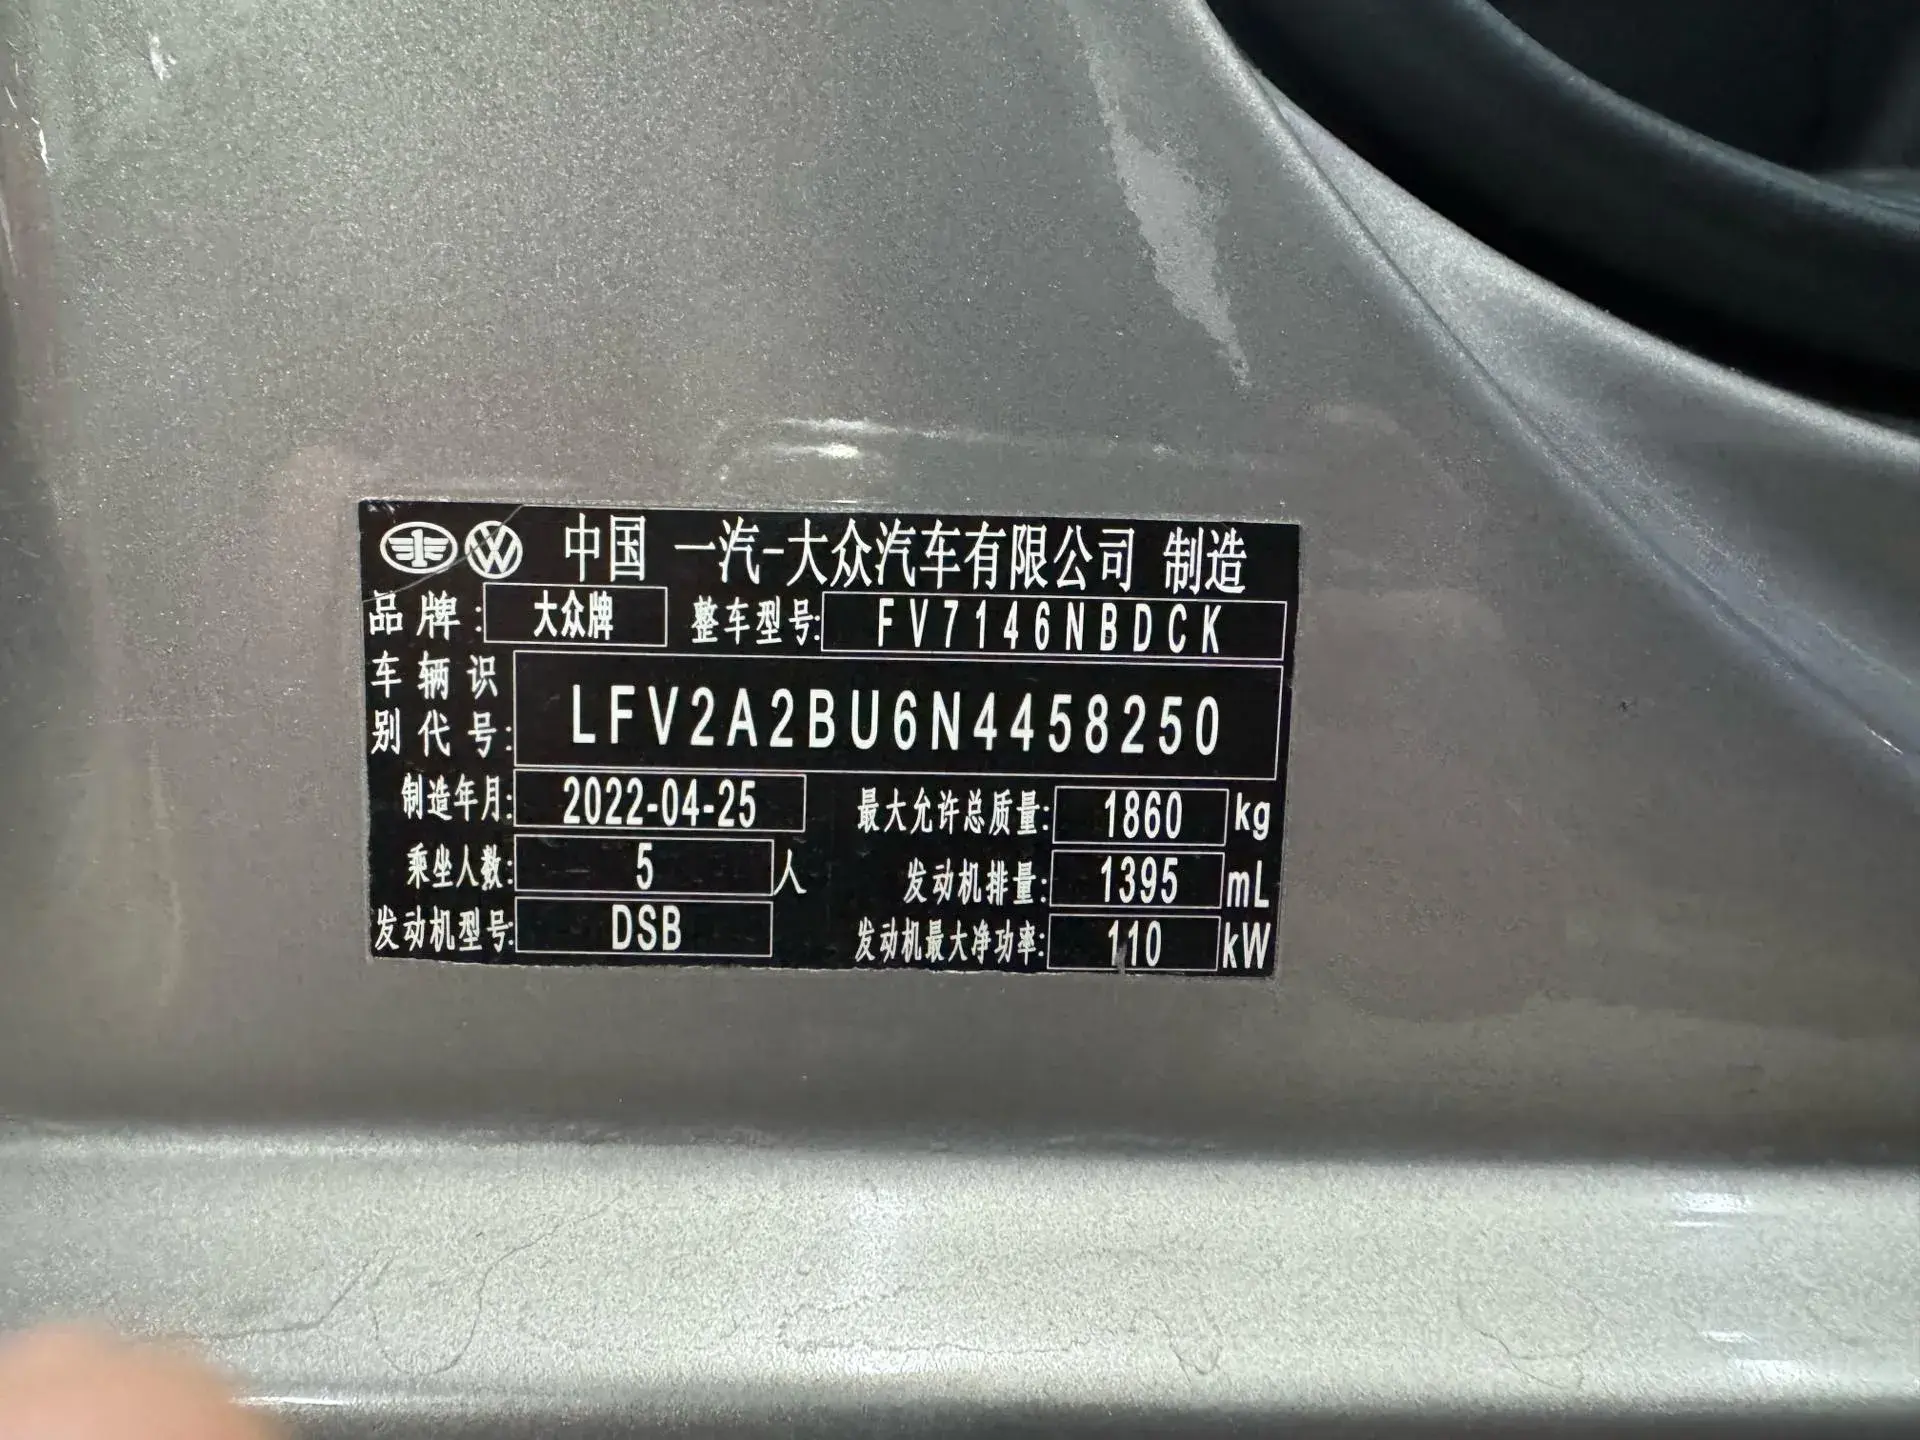 中国 一汽-大众汽车有限公司 制造
品牌: 大众牌 整车型号: FV7146NBDCK
车辆识
别代号: LFV2A2BU6N4458250
制造年月: 2022-04-25 最大允许总质量: 1860 kg
乘坐人数: 5 人 发动机排量: 1395 mL
发动机型号: DSB 发动机最大净功率: 110 kW